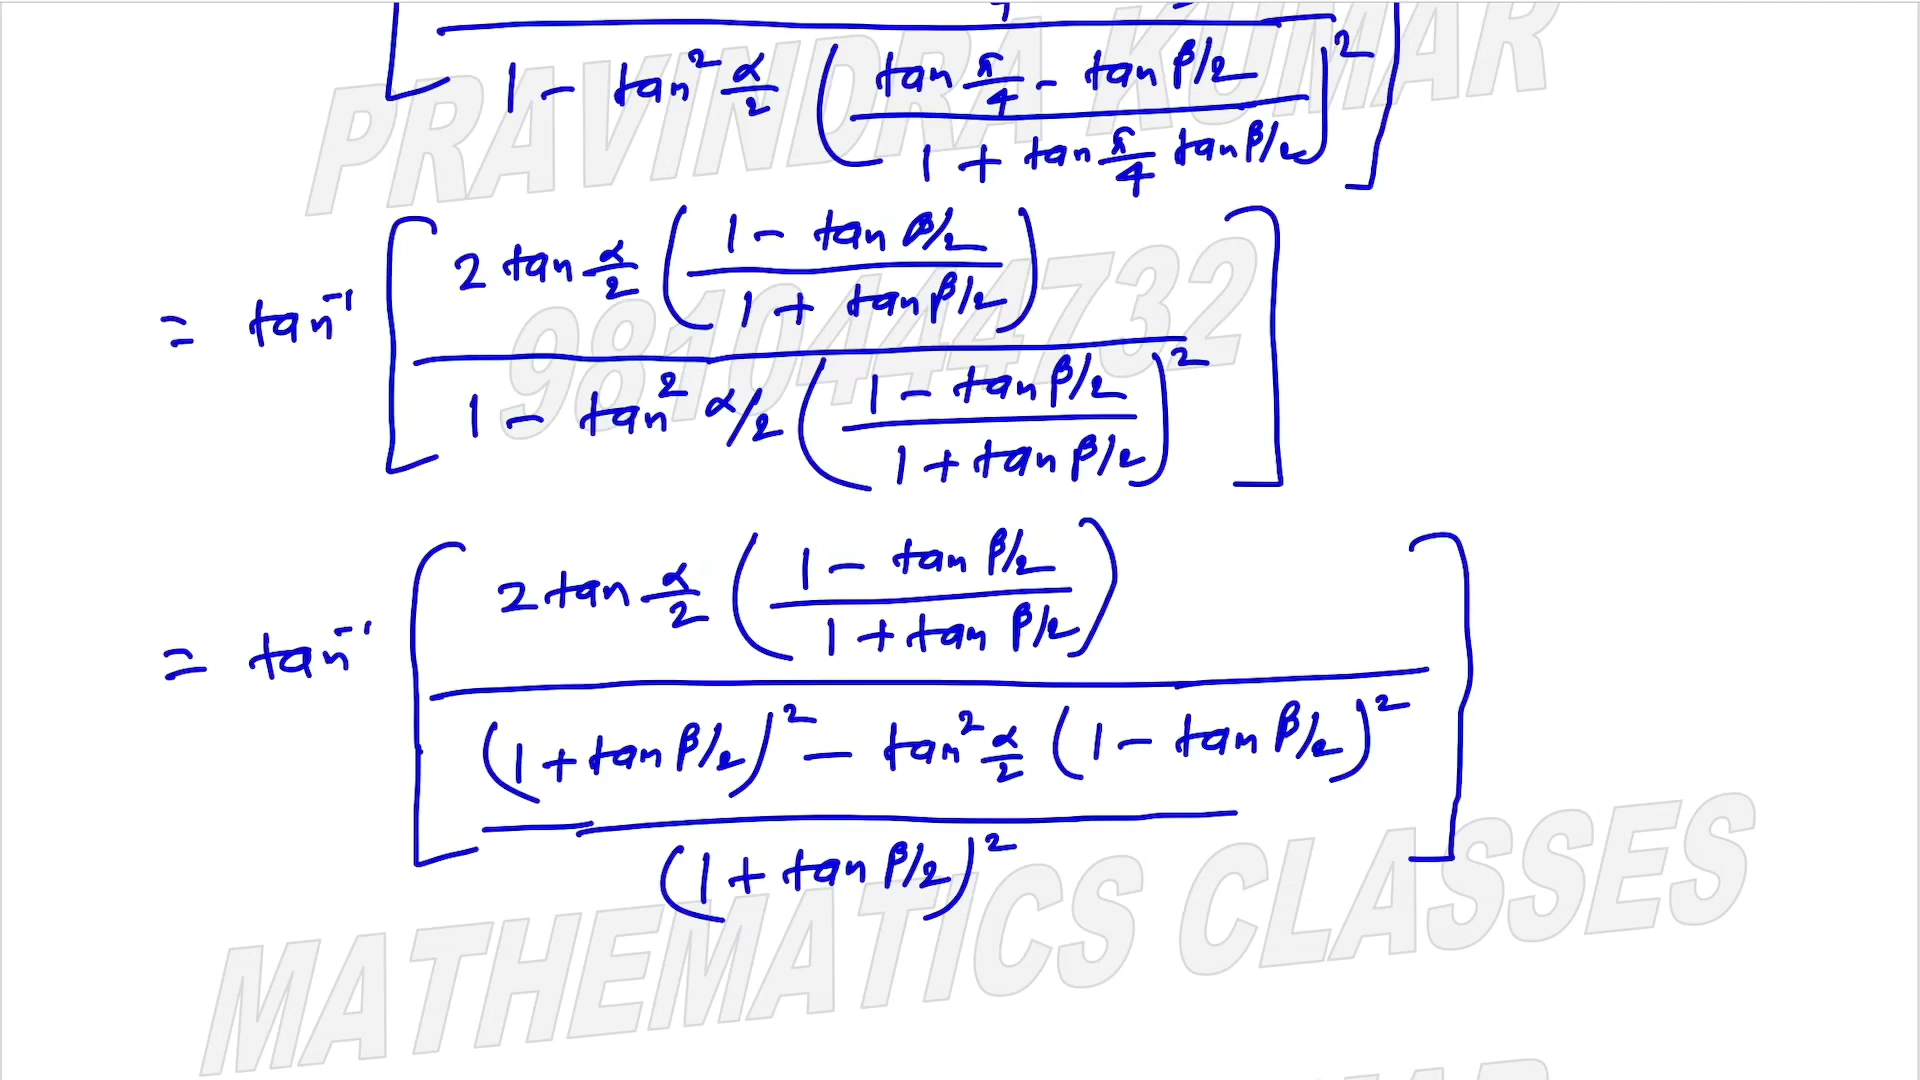 1 - tan² α/2 ( (tan π/4 - tan β/2) / (1 + tan π/4 tan β/2) )²
= tan⁻¹ [ 2 tan α/2 ( (1 - tan β/2) / (1 + tan β/2) ) / ( 1 - tan² α/2 ( (1 - tan β/2) / (1 + tan β/2) )² ) ]
= tan⁻¹ [ 2 tan α/2 ( (1 - tan β/2) / (1 + tan β/2) ) / ( ( (1 + tan β/2)² - tan² α/2 (1 - tan β/2)² ) / (1 + tan β/2)² ) ]
PRAVINDRA KUMAR
9810444732
MATHEMATICS CLASSES